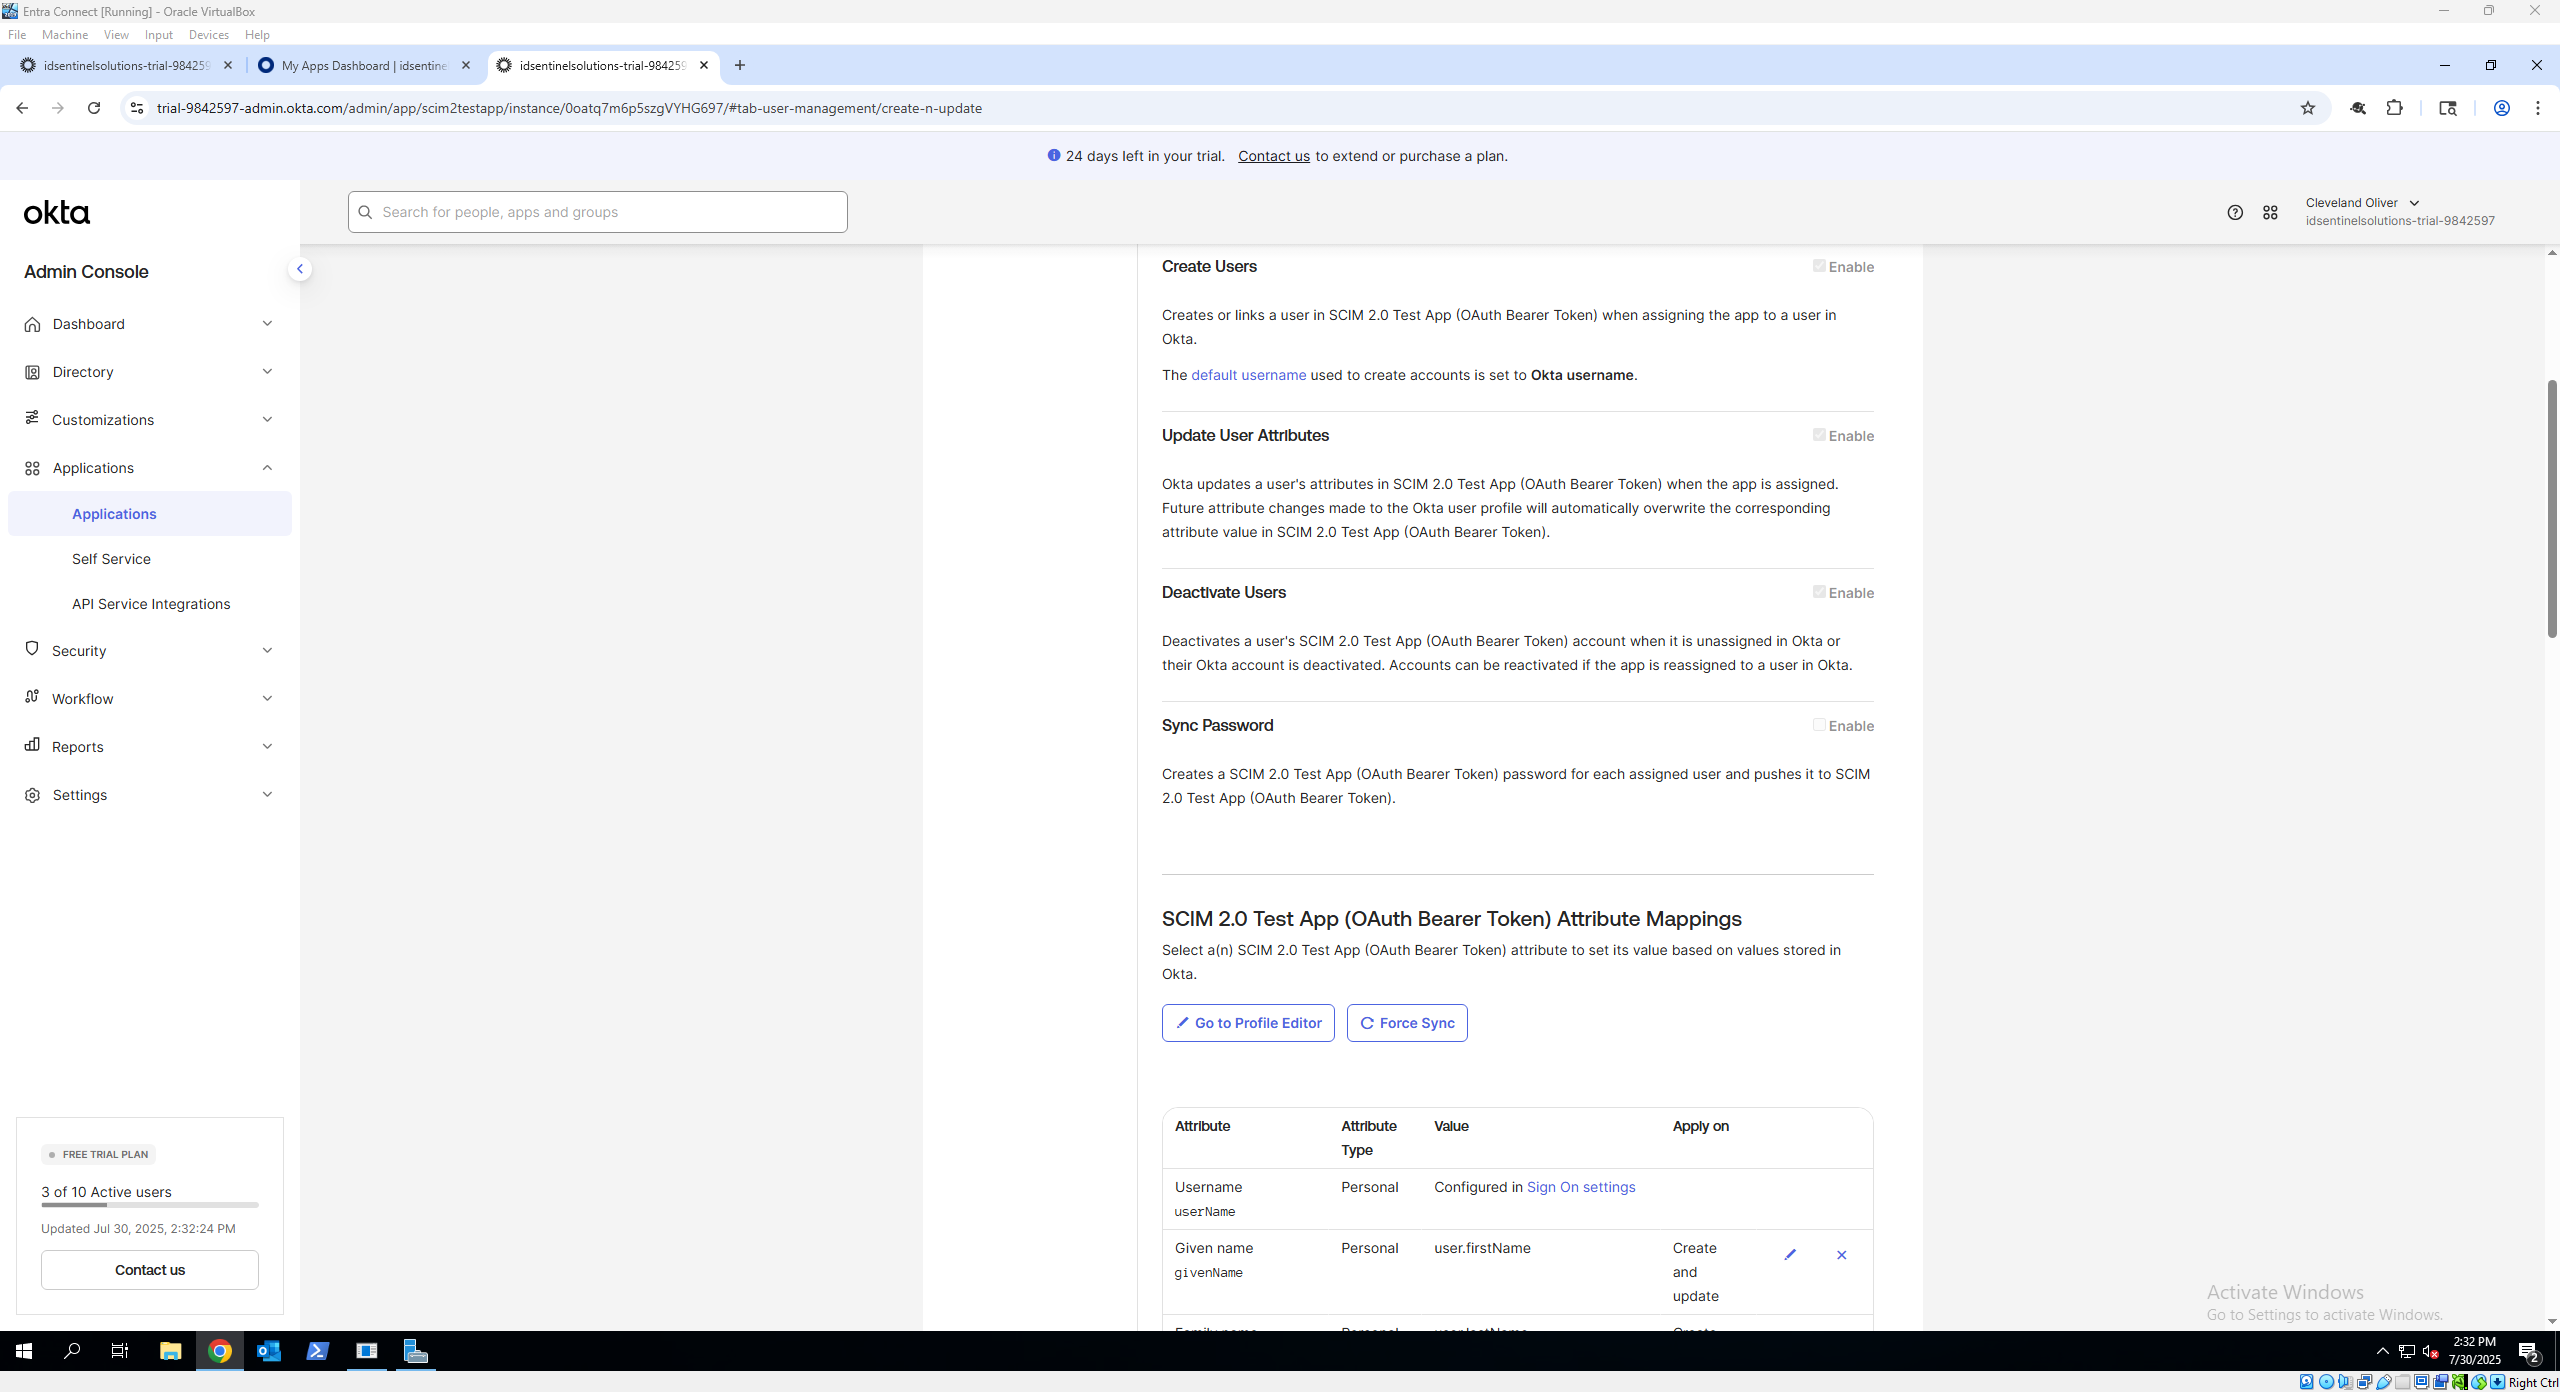 Entra Connect [Running] - Oracle VirtualBox
File Machine View Input Devices Help
idsentinelsolutions-trial-984259
My Apps Dashboard | idsentine
idsentinelsolutions-trial-984259
trial-9842597-admin.okta.com/admin/app/scim2testapp/instance/0oatq7m6p5szgVYHG697/#tab-user-management/create-n-update
24 days left in your trial. Contact us to extend or purchase a plan.
okta
Search for people, apps and groups
Cleveland Oliver
idsentinelsolutions-trial-9842597
Admin Console
Dashboard
Directory
Customizations
Applications
Applications
Self Service
API Service Integrations
Security
Workflow
Reports
Settings
FREE TRIAL PLAN
3 of 10 Active users
Updated Jul 30, 2025, 2:32:24 PM
Contact us
Create Users
Enable
Creates or links a user in SCIM 2.0 Test App (OAuth Bearer Token) when assigning the app to a user in
Okta.
The default username used to create accounts is set to Okta username.
Update User Attributes
Enable
Okta updates a user's attributes in SCIM 2.0 Test App (OAuth Bearer Token) when the app is assigned.
Future attribute changes made to the Okta user profile will automatically overwrite the corresponding
attribute value in SCIM 2.0 Test App (OAuth Bearer Token).
Deactivate Users
Enable
Deactivates a user's SCIM 2.0 Test App (OAuth Bearer Token) account when it is unassigned in Okta or
their Okta account is deactivated. Accounts can be reactivated if the app is reassigned to a user in Okta.
Sync Password
Enable
Creates a SCIM 2.0 Test App (OAuth Bearer Token) password for each assigned user and pushes it to SCIM
2.0 Test App (OAuth Bearer Token).
SCIM 2.0 Test App (OAuth Bearer Token) Attribute Mappings
Select a(n) SCIM 2.0 Test App (OAuth Bearer Token) attribute to set its value based on values stored in
Okta.
Go to Profile Editor
Force Sync
Attribute
Attribute
Type
Value
Apply on
Username
userName
Personal
Configured in Sign On settings
Given name
givenName
Personal
user.firstName
Create
and
update
Activate Windows
Go to Settings to activate Windows.
2:32 PM
7/30/2025
2
Right Ctrl